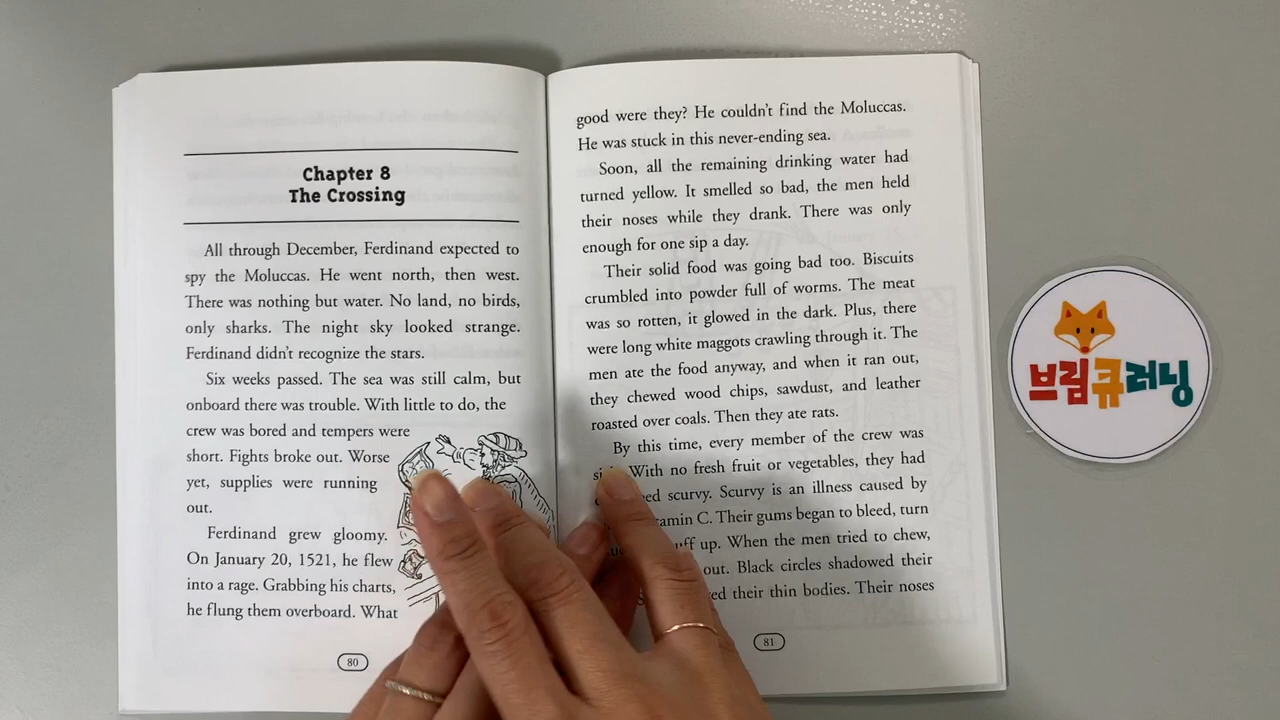 Chapter 8
The Crossing
All through December, Ferdinand expected to
spy the Moluccas. He went north, then west.
There was nothing but water. No land, no birds,
only sharks. The night sky looked strange.
Ferdinand didn't recognize the stars.
Six weeks passed. The sea was still calm, but
onboard there was trouble. With little to do, the
crew was bored and tempers were
short. Fights broke out. Worse
yet, supplies were running
out.
Ferdinand grew gloomy.
On January 20, 1521, he flew
into a rage. Grabbing his charts,
he flung them overboard. What
80
good were they? He couldn't find the Moluccas.
He was stuck in this never-ending sea.
Soon, all the remaining drinking water had
turned yellow. It smelled so bad, the men held
their noses while they drank. There was only
enough for one sip a day.
Their solid food was going bad too. Biscuits
crumbled into powder full of worms. The meat
was so rotten, it glowed in the dark. Plus, there
were long white maggots crawling through it. The
men ate the food anyway, and when it ran out,
they chewed wood chips, sawdust, and leather
roasted over coals. Then they ate rats.
By this time, every member of the crew was
With no fresh fruit or vegetables, they had
scurvy. Scurvy is an illness caused by
C. Their gums began to bleed, turn
up. When the men tried to chew,
out. Black circles shadowed their
their thin bodies. Their noses
81
브림큐러닝